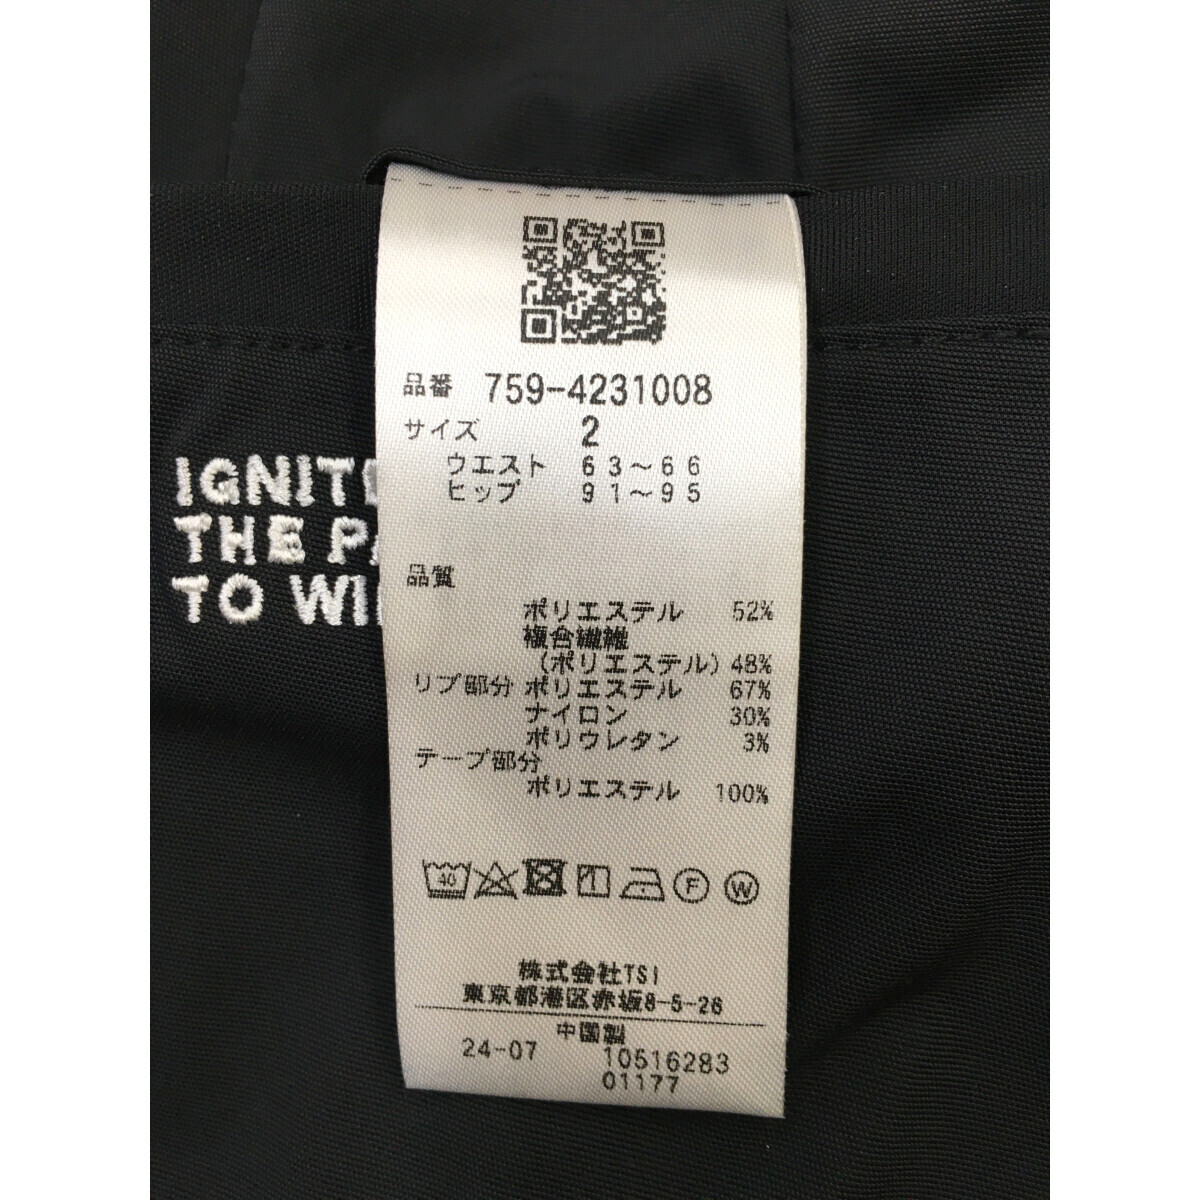 品番 759-4231008
サイズ 2
ウエスト 63～66
ヒップ 91～95
IGNITE
THE PA
TO WI
品質
ポリエステル 52%
複合繊維
(ポリエステル) 48%
リブ部分 ポリエステル 67%
ナイロン 30%
ポリウレタン 3%
テープ部分
ポリエステル 100%
40 F W
株式会社TSI
東京都港区赤坂8-5-26
中国製
24-07 10516283
01177